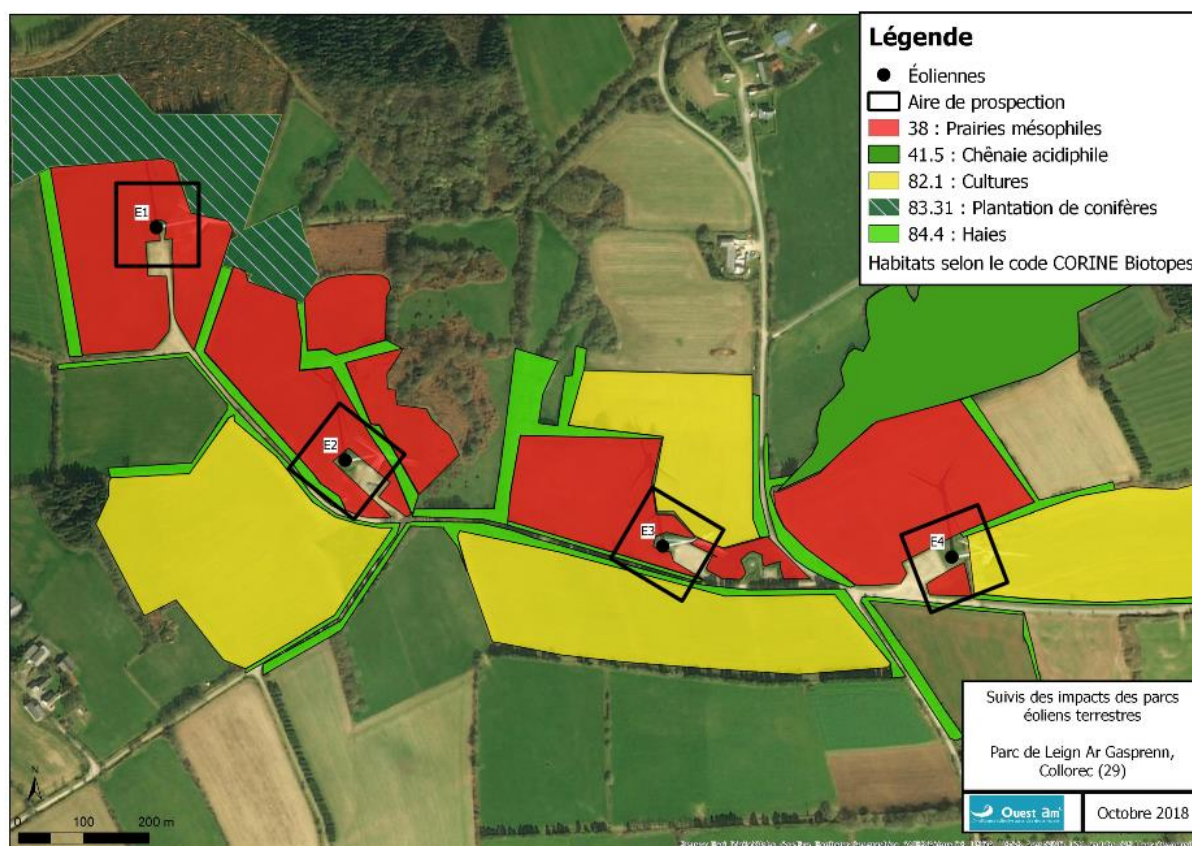 Légende
Éoliennes
Aire de prospection
38 : Prairies mésophiles
41.5 : Chênaie acidiphile
82.1 : Cultures
83.31 : Plantation de conifères
84.4 : Haies
Habitats selon le code CORINE Biotopes
E1
E2
E3
E4
Suivis des impacts des parcs
éoliens terrestres
Parc de Leign Ar Gasprenn,
Collorec (29)
Ouest am'
Octobre 2018
N
0 100 200 m